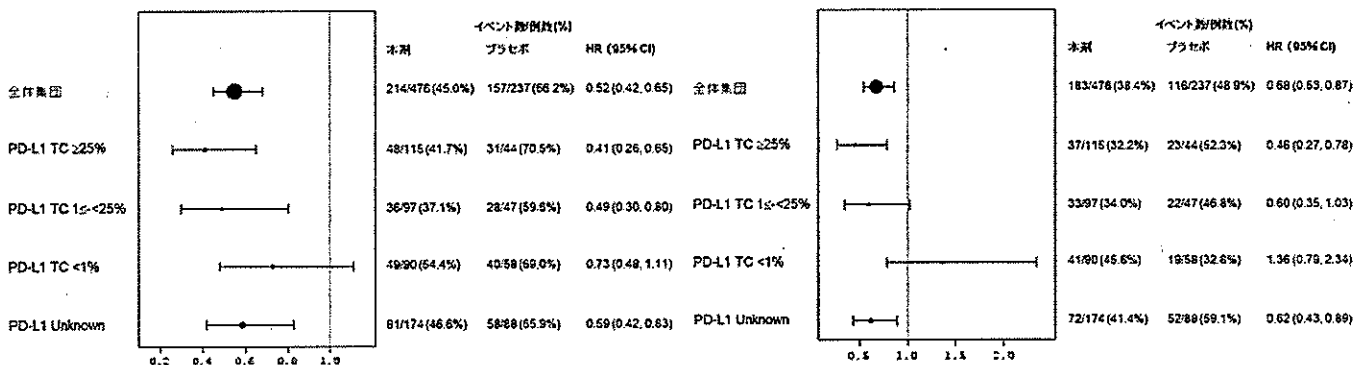 イベント数/例数(%)
本剤 プラセボ HR (95% CI)
全体集団 214/476(45.0%) 157/237(66.2%) 0.52 (0.42, 0.65)
PD-L1 TC ≥25% 48/115(41.7%) 31/44(70.5%) 0.41 (0.26, 0.65)
PD-L1 TC 1≤-<25% 36/97(37.1%) 28/47(59.6%) 0.49 (0.30, 0.80)
PD-L1 TC <1% 49/90(54.4%) 40/58(69.0%) 0.73 (0.48, 1.11)
PD-L1 Unknown 81/174(46.6%) 58/88(65.9%) 0.59 (0.42, 0.83)
0.2 0.4 0.6 0.8 1.0
イベント数/例数(%)
本剤 プラセボ HR (95% CI)
全体集団 183/476(38.4%) 116/237(48.9%) 0.68 (0.53, 0.87)
PD-L1 TC ≥25% 37/115(32.2%) 23/44(52.3%) 0.46 (0.27, 0.78)
PD-L1 TC 1≤-<25% 33/97(34.0%) 22/47(46.8%) 0.60 (0.35, 1.03)
PD-L1 TC <1% 41/90(45.6%) 19/58(32.8%) 1.36 (0.79, 2.34)
PD-L1 Unknown 72/174(41.4%) 52/88(59.1%) 0.62 (0.43, 0.89)
0.5 1.0 1.5 2.0